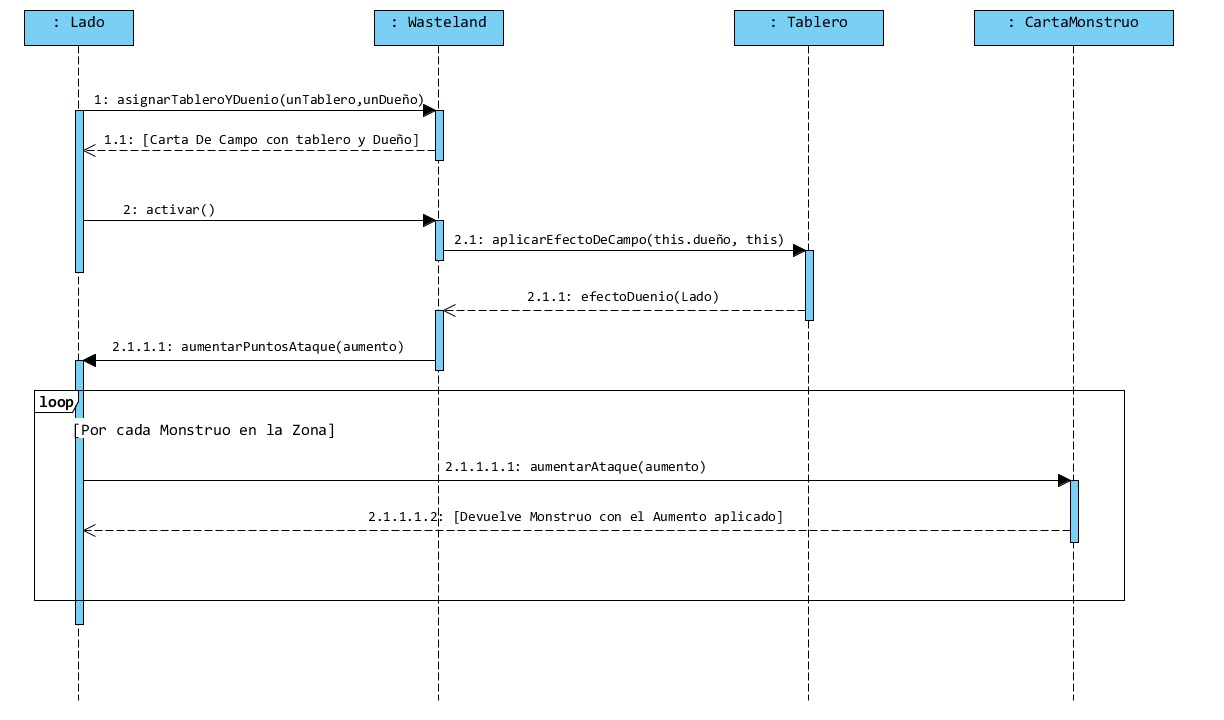 : Lado
: Wasteland
: Tablero
: CartaMonstruo
1: asignarTableroYDuenio(unTablero,unDueño)
1.1: [Carta De Campo con tablero y Dueño]
2: activar()
2.1: aplicarEfectoDeCampo(this.dueño, this)
2.1.1: efectoDuenio(Lado)
2.1.1.1: aumentarPuntosAtaque(aumento)
loop
[Por cada Monstruo en la Zona]
2.1.1.1.1: aumentarAtaque(aumento)
2.1.1.1.2: [Devuelve Monstruo con el Aumento aplicado]